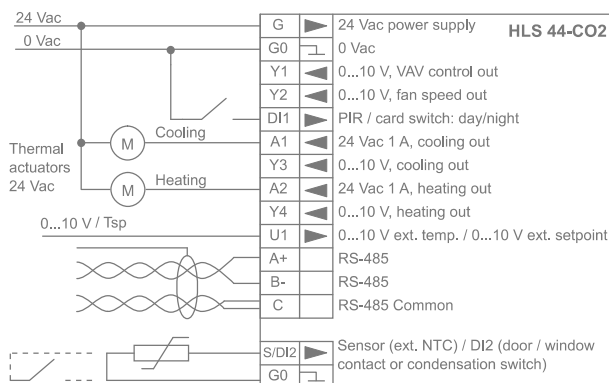 24 Vac
G
24 Vac power supply
HLS 44-CO2
0 Vac
G0
0 Vac
Y1
0...10 V, VAV control out
Y2
0...10 V, fan speed out
DI1
PIR / card switch: day/night
Thermal
actuators
24 Vac
M
Cooling
A1
24 Vac 1 A, cooling out
Y3
0...10 V, cooling out
M
Heating
A2
24 Vac 1 A, heating out
Y4
0...10 V, heating out
0...10 V / Tsp
U1
0...10 V ext. temp. / 0...10 V ext. setpoint
A+
RS-485
B-
RS-485
C
RS-485 Common
S/DI2
Sensor (ext. NTC) / DI2 (door / window
contact or condensation switch)
G0